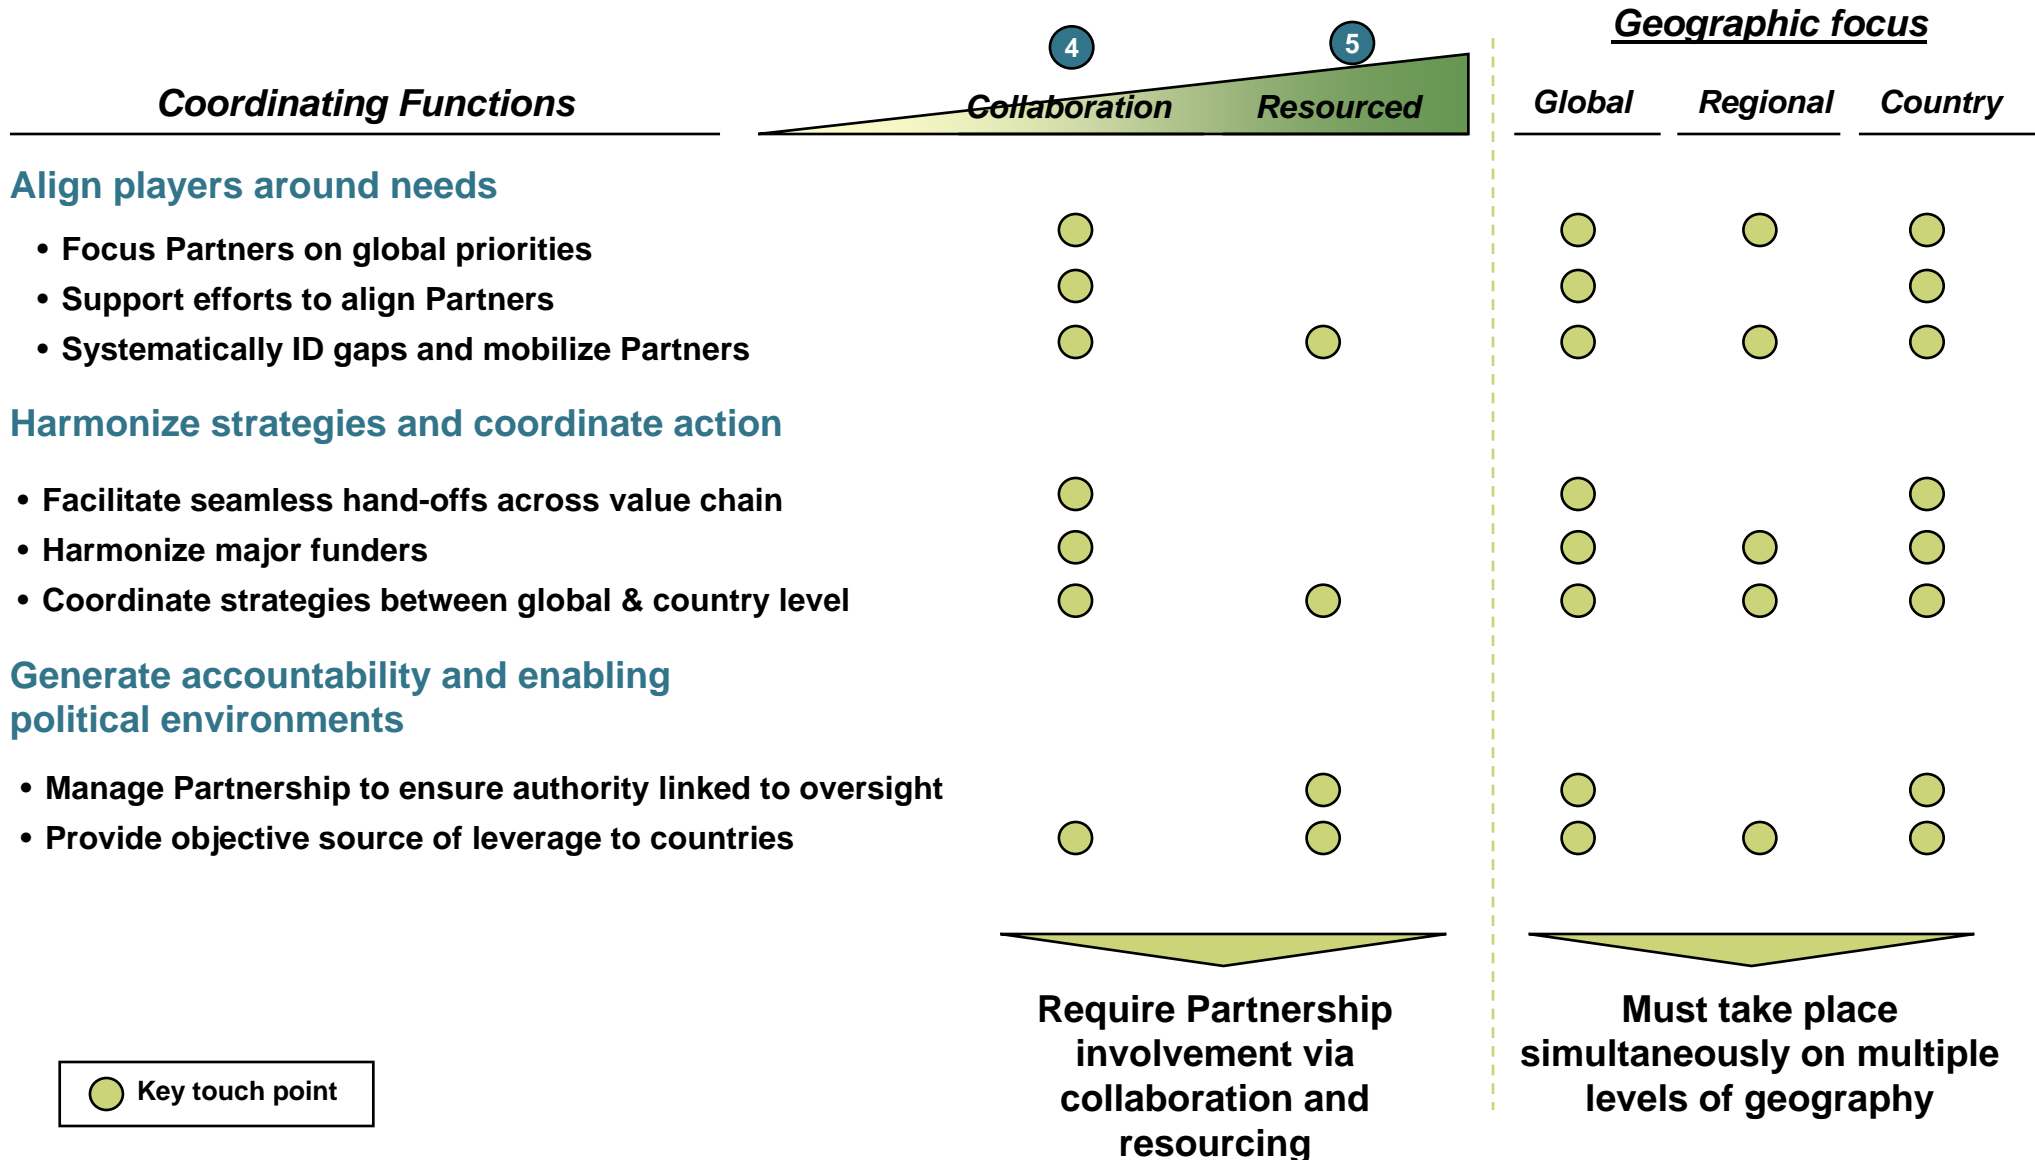 Geographic focus
4
5
Coordinating Functions
Collaboration
Resourced
Global
Regional
Country
Align players around needs
• Focus Partners on global priorities
• Support efforts to align Partners
• Systematically ID gaps and mobilize Partners
Harmonize strategies and coordinate action
• Facilitate seamless hand-offs across value chain
• Harmonize major funders
• Coordinate strategies between global & country level
Generate accountability and enabling
political environments
• Manage Partnership to ensure authority linked to oversight
• Provide objective source of leverage to countries
Require Partnership
involvement via
collaboration and
resourcing
Must take place
simultaneously on multiple
levels of geography
Key touch point